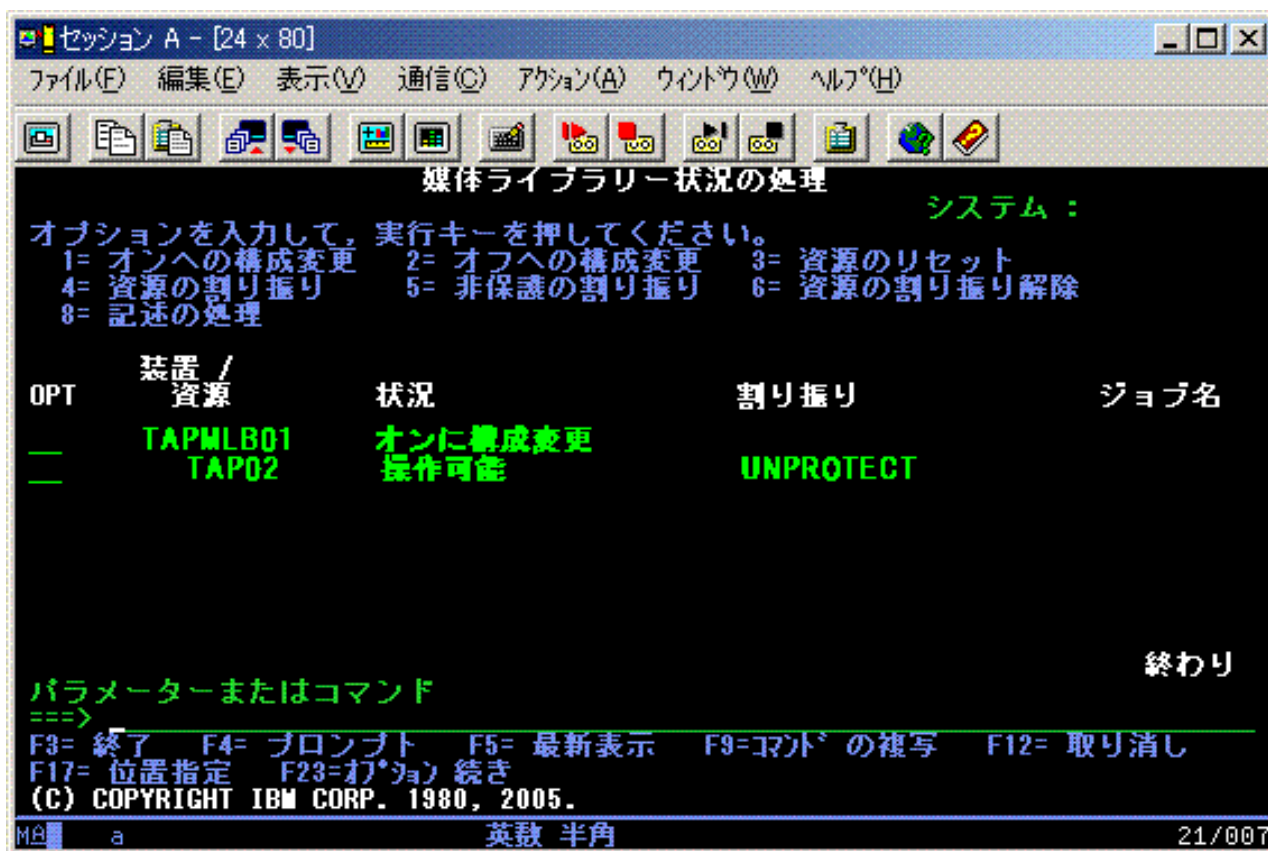 セッション A - [24 x 80]
ファイル(F) 編集(E) 表示(V) 通信(C) アクション(A) ウィンドウ(W) ヘルプ(H)
媒体ライブラリー状況の処理
システム :
オプションを入力して, 実行キーを押してください。
1= オンへの構成変更 2= オフへの構成変更 3= 資源のリセット
4= 資源の割り振り 5= 非保護の割り振り 6= 資源の割り振り解除
8= 記述の処理
装置 /
OPT 資源 状況 割り振り ジョブ名
__ TAPMLB01 オンに構成変更
__ TAP02 操作可能 UNPROTECT
終わり
パラメーターまたはコマンド
===>
F3= 終了 F4= プロンプト F5= 最新表示 F9=コマンド の複写 F12= 取り消し
F17= 位置指定 F23=オプション 続き
(C) COPYRIGHT IBM CORP. 1980, 2005.
MA a 英数 半角 21/007